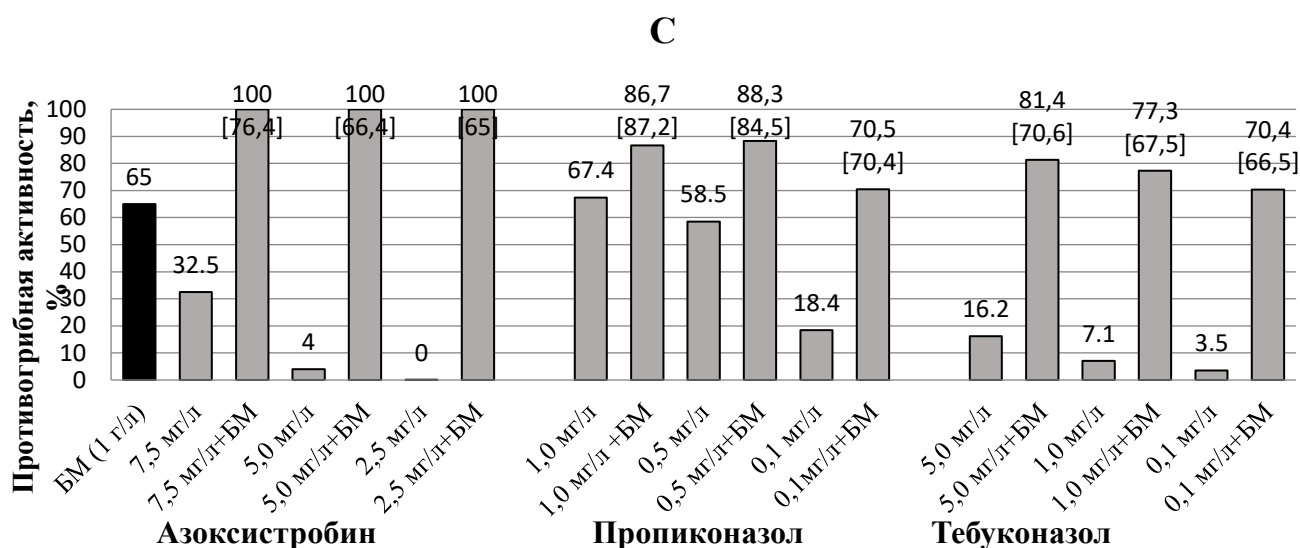 С
Противогрибная активность,
%
100
90
80
70
60
50
40
30
20
10
0
65
32.5
100
[76,4]
4
100
[66,4]
0
100
[65]
67.4
86,7
[87,2]
58.5
88,3
[84,5]
18.4
70,5
[70,4]
16.2
81,4
[70,6]
7.1
77,3
[67,5]
3.5
70,4
[66,5]
БМ (1 г/л)
7,5 мг/л
7,5 мг/л+БМ
5,0 мг/л
5,0 мг/л+БМ
2,5 мг/л
2,5 мг/л+БМ
1,0 мг/л
1,0 мг/л +БМ
0,5 мг/л
0,5 мг/л+БМ
0,1 мг/л
0,1мг/л+БМ
5,0 мг/л
5,0 мг/л+БМ
1,0 мг/л
1,0 мг/л+БМ
0,1 мг/л
0,1 мг/л+БМ
Азоксистробин
Пропиконазол
Тебуконазол